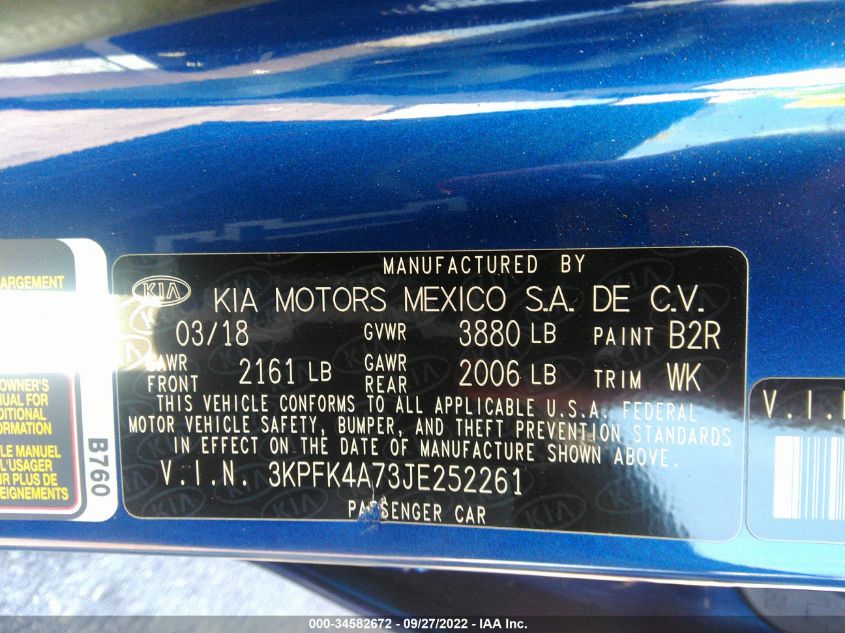 MANUFACTURED BY
KIA KIA MOTORS MEXICO S.A. DE C.V.
03/18 GVWR 3880 LB PAINT B2R
GAWR FRONT 2161 LB GAWR REAR 2006 LB TRIM WK
THIS VEHICLE CONFORMS TO ALL APPLICABLE U.S.A. FEDERAL
MOTOR VEHICLE SAFETY, BUMPER, AND THEFT PREVENTION STANDARDS
IN EFFECT ON THE DATE OF MANUFACTURE SHOWN ABOVE.
V.I.N. 3KPFK4A73JE252261
PASSENGER CAR
B760
V.I.
000-34582672 - 09/27/2022 - IAA Inc.